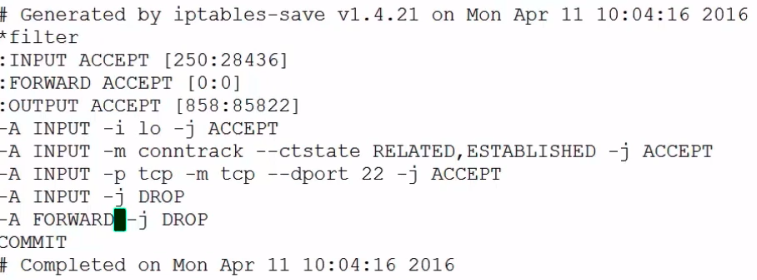 # Generated by iptables-save v1.4.21 on Mon Apr 11 10:04:16 2016
*filter
:INPUT ACCEPT [250:28436]
:FORWARD ACCEPT [0:0]
:OUTPUT ACCEPT [858:85822]
-A INPUT -i lo -j ACCEPT
-A INPUT -m conntrack --ctstate RELATED,ESTABLISHED -j ACCEPT
-A INPUT -p tcp -m tcp --dport 22 -j ACCEPT
-A INPUT -j DROP
-A FORWARD -j DROP
COMMIT
# Completed on Mon Apr 11 10:04:16 2016